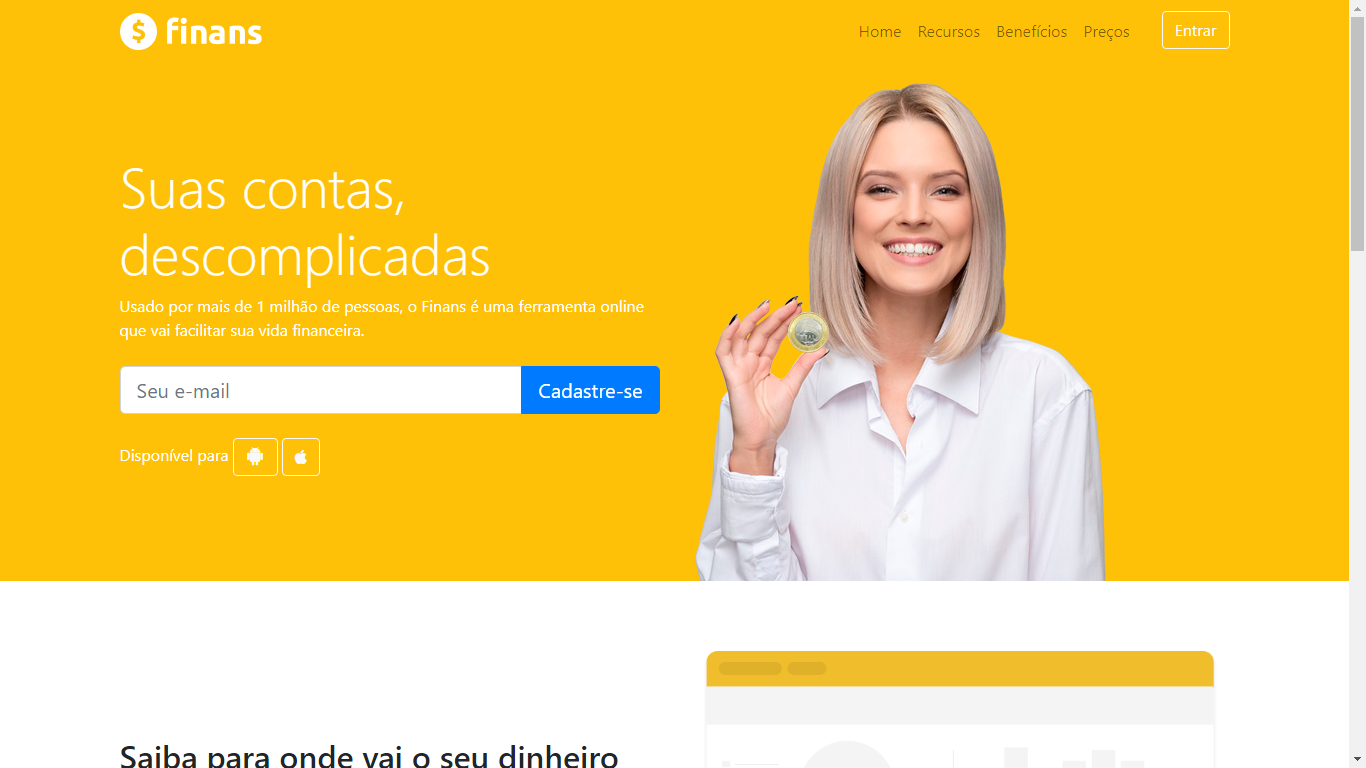 finans
Home Recursos Benefícios Preços Entrar
Suas contas,
descomplicadas
Usado por mais de 1 milhão de pessoas, o Finans é uma ferramenta online
que vai facilitar sua vida financeira.
Seu e-mail Cadastre-se
Disponível para
Saiba para onde vai o seu dinheiro